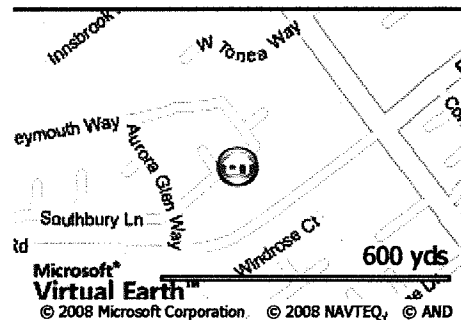 Innsbrook
W Tonea Way
eymouth Way
Aurora Glen Way
Southbury Ln
Rd
Windrose Ct
600 yds
Microsoft®
Virtual Earth™
© 2008 Microsoft Corporation © 2008 NAVTEQ, © AND